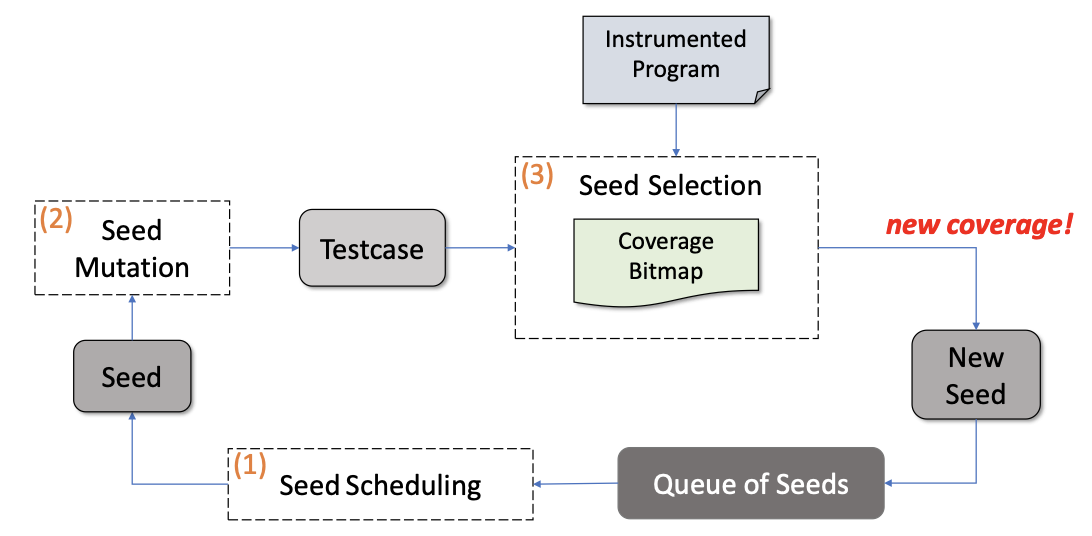 Instrumented
Program
(3)
Seed Selection
Coverage
Bitmap
new coverage!
(2)
Seed
Mutation
Testcase
New
Seed
Seed
(1)
Seed Scheduling
Queue of Seeds